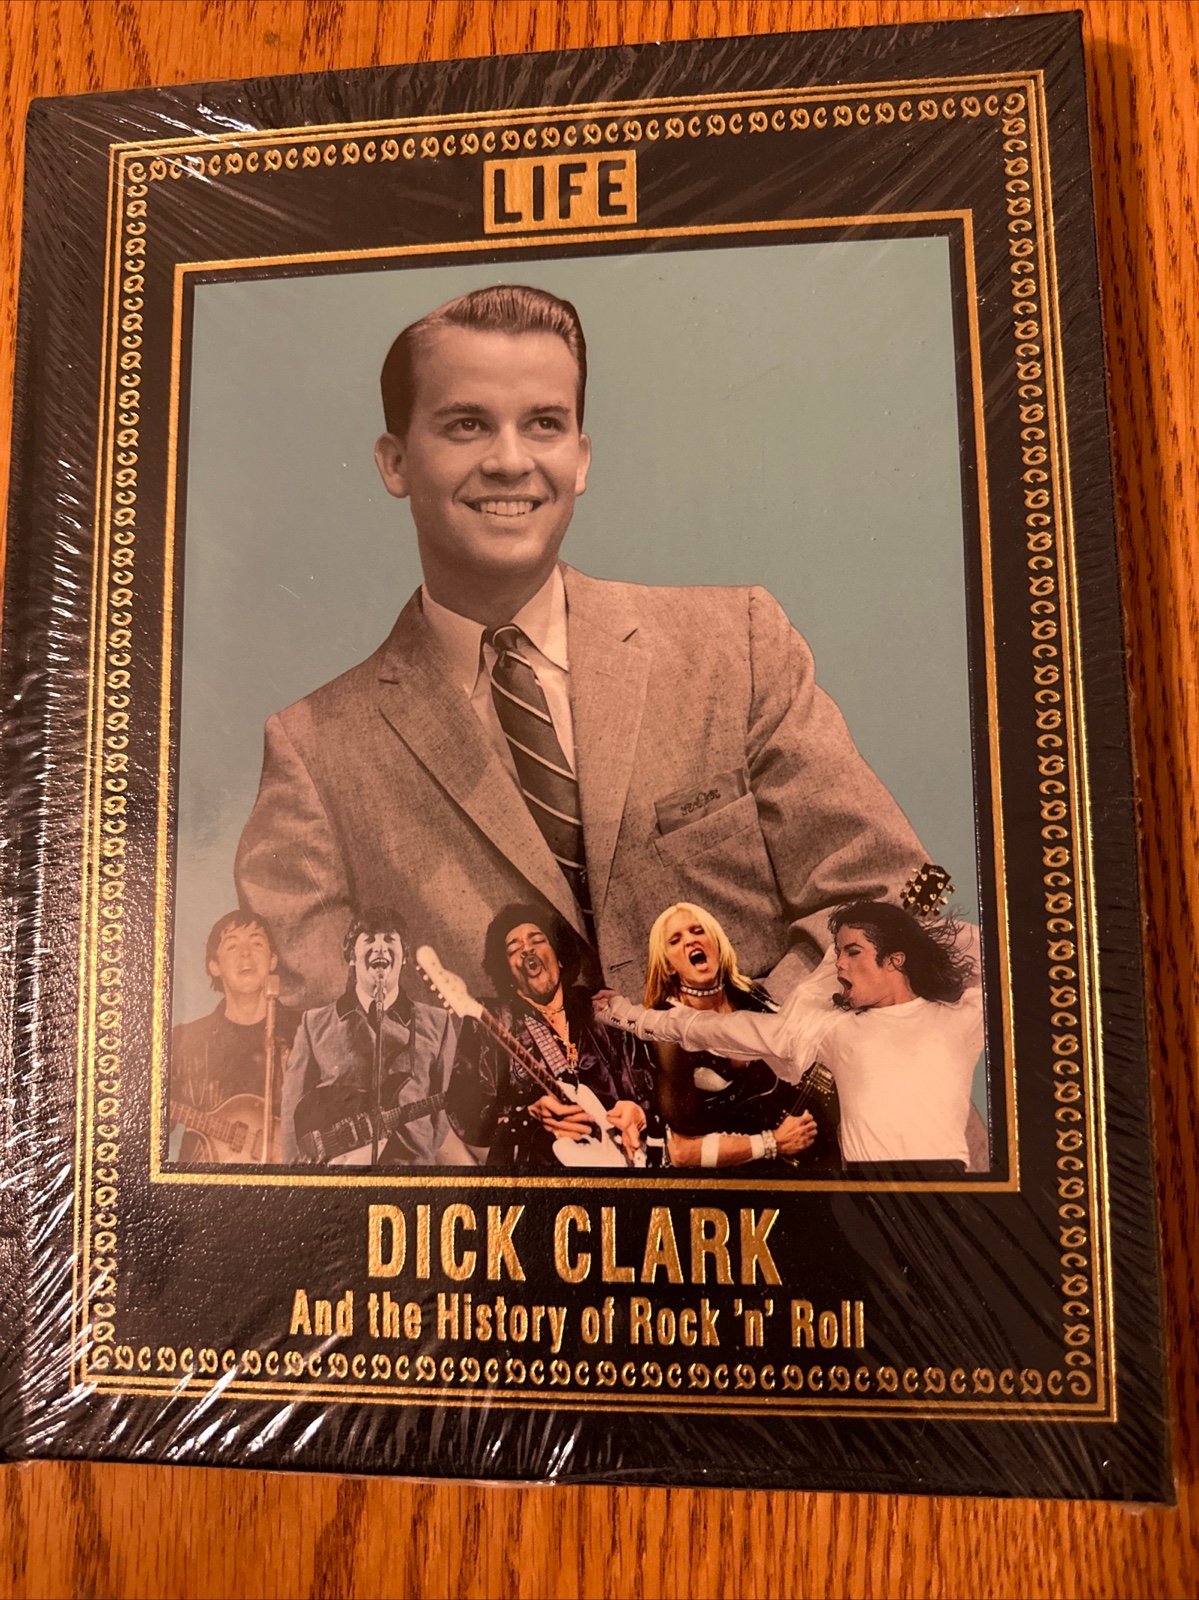 LIFE
DICK CLARK
And the History of Rock 'n' Roll